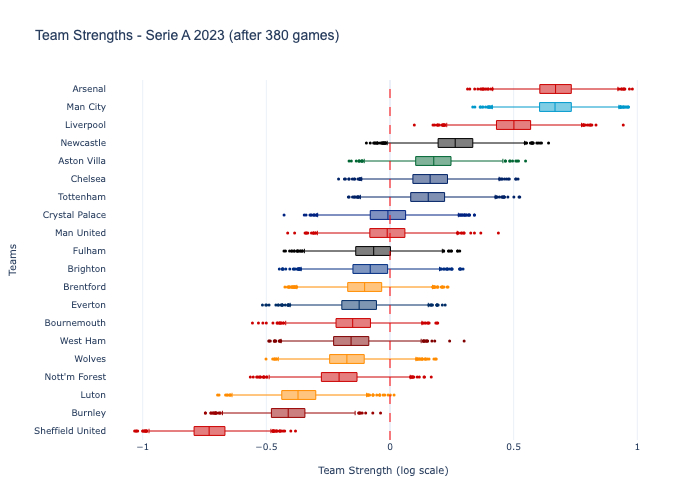 Team Strengths - Serie A 2023 (after 380 games)
Teams
Arsenal
Man City
Liverpool
Newcastle
Aston Villa
Chelsea
Tottenham
Crystal Palace
Man United
Fulham
Brighton
Brentford
Everton
Bournemouth
West Ham
Wolves
Nott'm Forest
Luton
Burnley
Sheffield United
−1
−0.5
0
0.5
1
Team Strength (log scale)